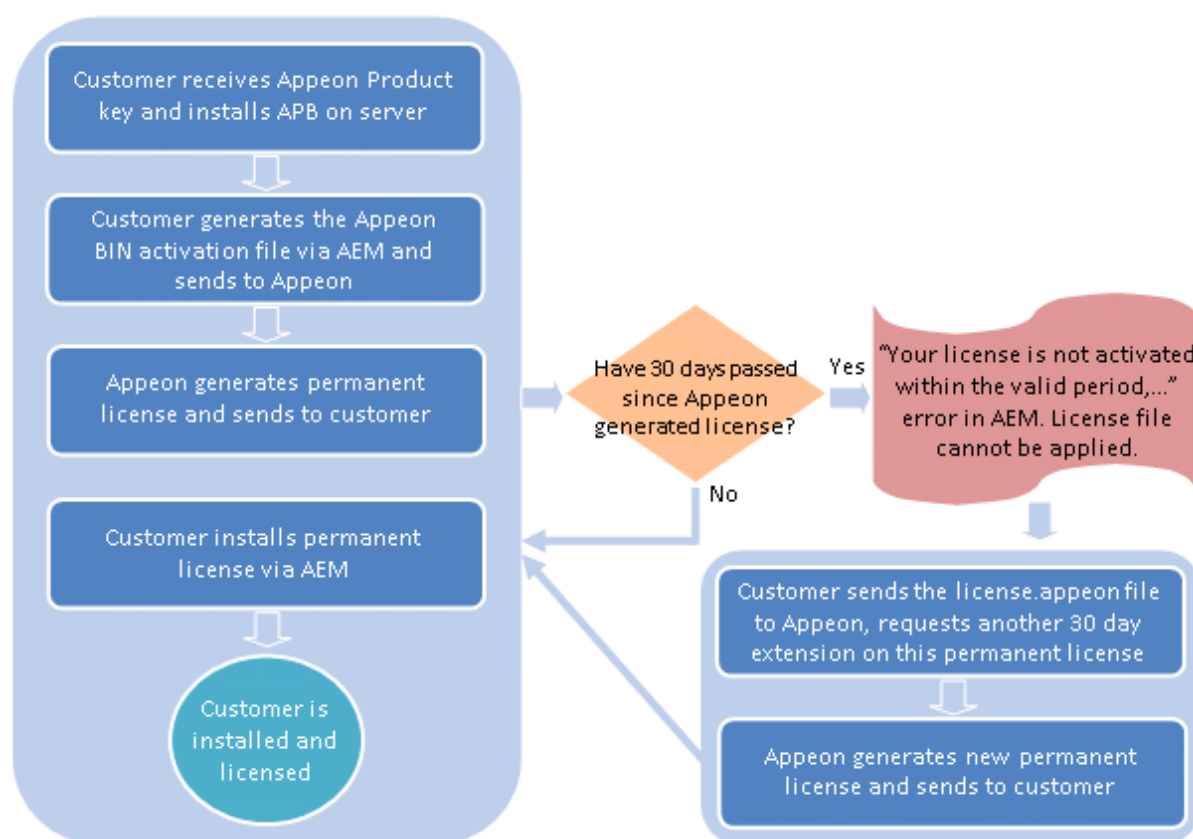 Customer receives Appeon Product
key and installs APB on server
Customer generates the Appeon
BIN activation file via AEM and
sends to Appeon
Appeon generates permanent
license and sends to customer
Have 30 days passed
since Appeon
generated license?
Yes
No
"Your license is not activated
within the valid period,..."
error in AEM. License file
cannot be applied.
Customer sends the license.appeon file
to Appeon, requests another 30 day
extension on this permanent license
Appeon generates new permanent
license and sends to customer
Customer installs permanent
license via AEM
Customer is
installed and
licensed